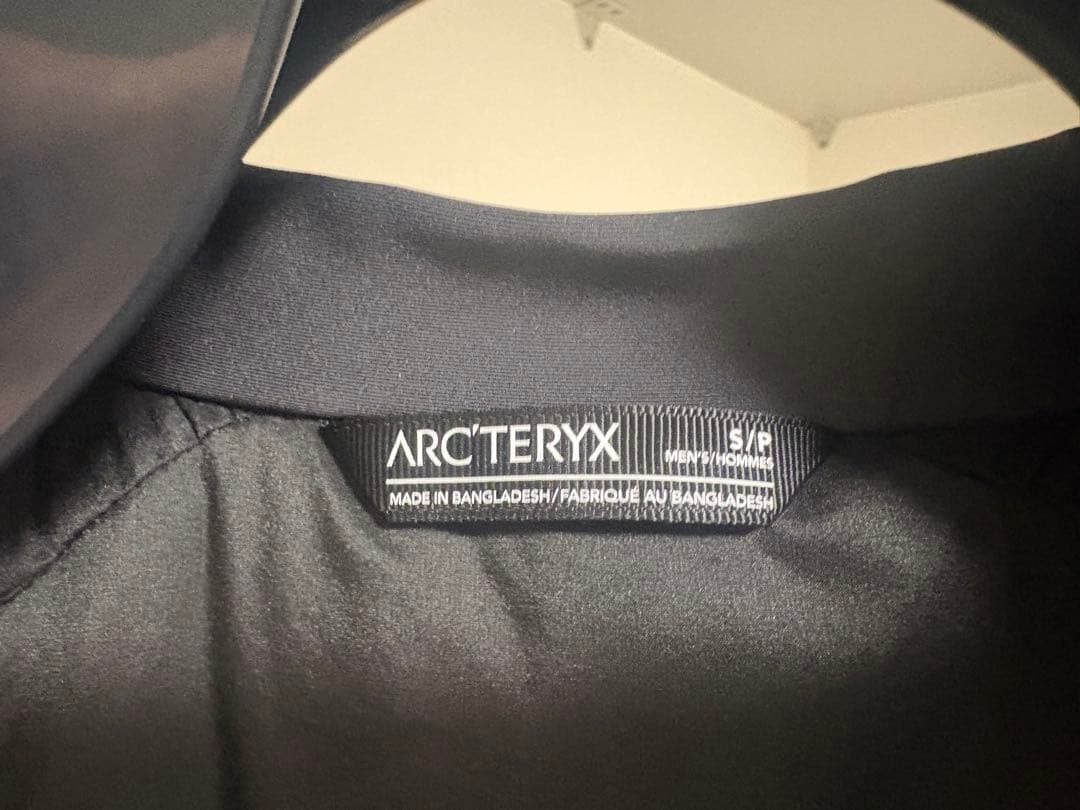 ARC'TERYX
S/P
MEN'S/HOMMES
MADE IN BANGLADESH/FABRIQUÉ AU BANGLADESH